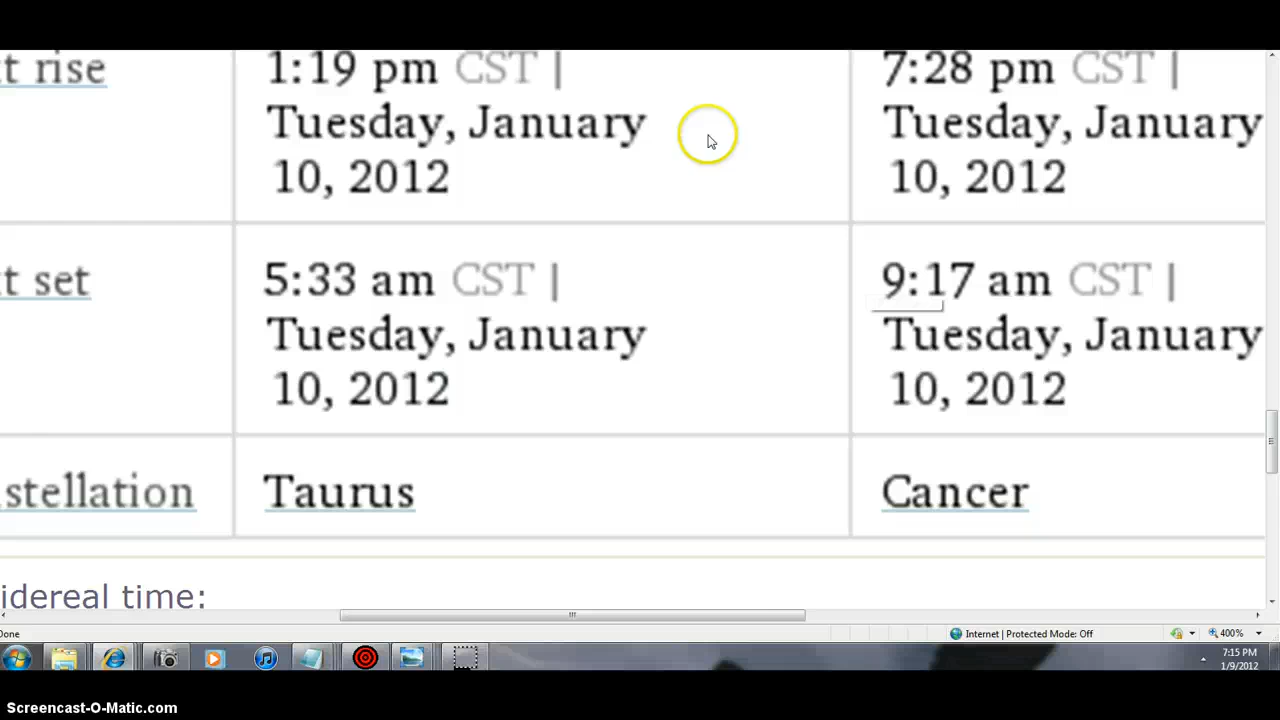 t rise
1:19 pm CST |
Tuesday, January
10, 2012
7:28 pm CST |
Tuesday, January
10, 2012
t set
5:33 am CST |
Tuesday, January
10, 2012
9:17 am CST |
Tuesday, January
10, 2012
stellation
Taurus
Cancer
idereal time:
Done
Internet | Protected Mode: Off
400%
7:15 PM
1/9/2012
Screencast-O-Matic.com